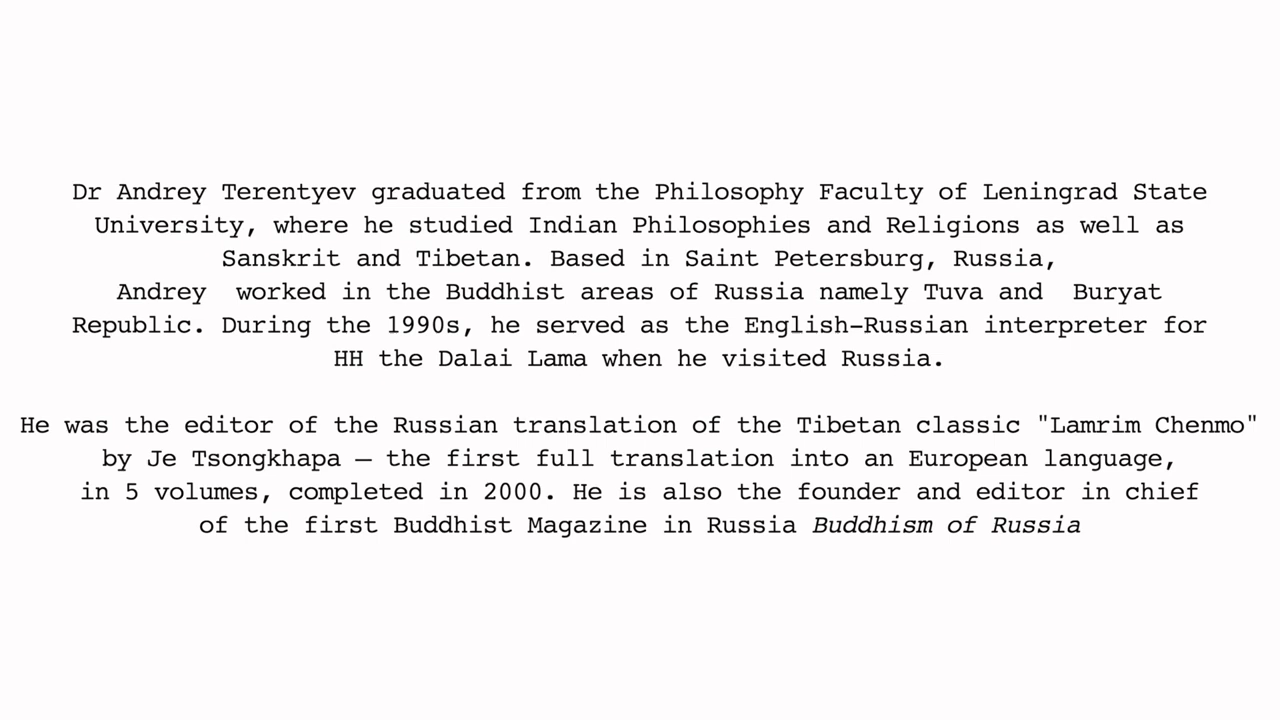 Dr Andrey Terentyev graduated from the Philosophy Faculty of Leningrad State
University, where he studied Indian Philosophies and Religions as well as
Sanskrit and Tibetan. Based in Saint Petersburg, Russia,
Andrey  worked in the Buddhist areas of Russia namely Tuva and  Buryat
Republic. During the 1990s, he served as the English-Russian interpreter for
HH the Dalai Lama when he visited Russia.
He was the editor of the Russian translation of the Tibetan classic "Lamrim Chenmo"
by Je Tsongkhapa – the first full translation into an European language,
in 5 volumes, completed in 2000. He is also the founder and editor in chief
of the first Buddhist Magazine in Russia Buddhism of Russia